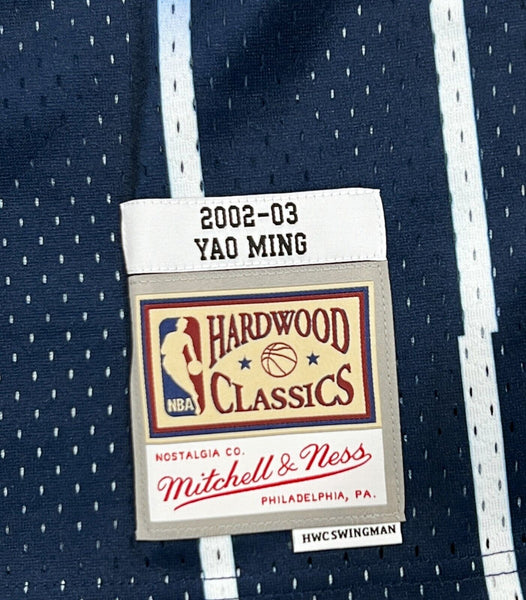 2002-03
YAO MING
HARDWOOD
CLASSICS
NBA
NOSTALGIA CO.
Mitchell & Ness
PHILADELPHIA, PA.
HWC SWINGMAN